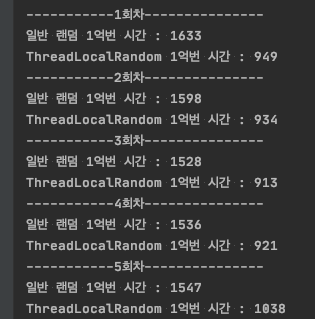 -----------1회차---------------
일반 랜덤 1억번 시간 : 1633
ThreadLocalRandom 1억번 시간 : 949
-----------2회차---------------
일반 랜덤 1억번 시간 : 1598
ThreadLocalRandom 1억번 시간 : 934
-----------3회차---------------
일반 랜덤 1억번 시간 : 1528
ThreadLocalRandom 1억번 시간 : 913
-----------4회차---------------
일반 랜덤 1억번 시간 : 1536
ThreadLocalRandom 1억번 시간 : 921
-----------5회차---------------
일반 랜덤 1억번 시간 : 1547
ThreadLocalRandom 1억번 시간 : 1038